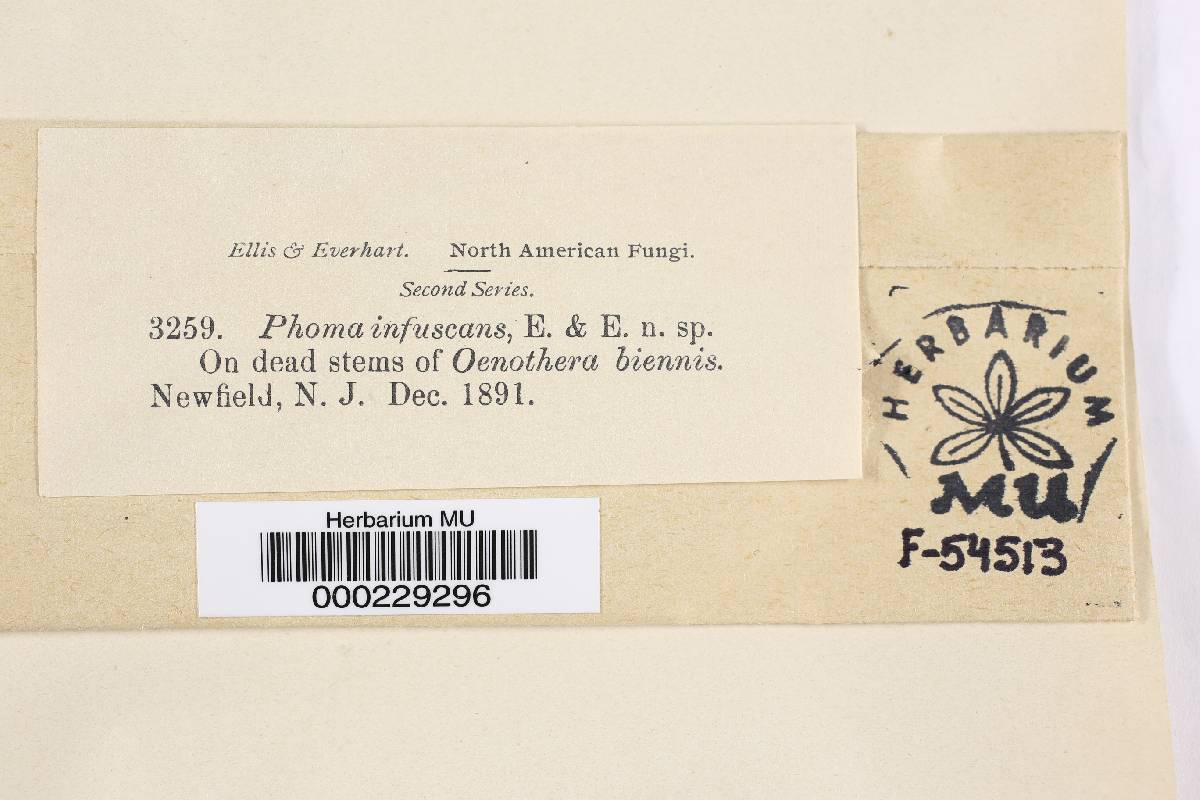 Ellis & Everhart. North American Fungi.
Second Series.
3259. Phoma infuscans, E. & E. n. sp.
On dead stems of Oenothera biennis.
Newfield, N. J. Dec. 1891.
HERBARIUM
MU
F-54513
Herbarium MU
000229296